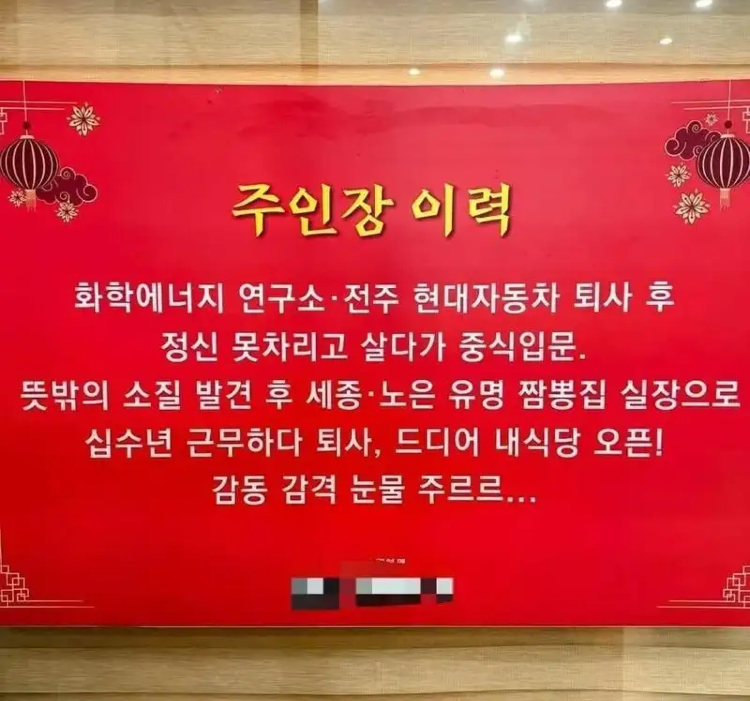 주인장 이력
화학에너지 연구소·전주 현대자동차 퇴사 후
정신 못차리고 살다가 중식입문.
뜻밖의 소질 발견 후 세종·노은 유명 짬뽕집 실장으로
십수년 근무하다 퇴사, 드디어 내식당 오픈!
감동 감격 눈물 주르르...